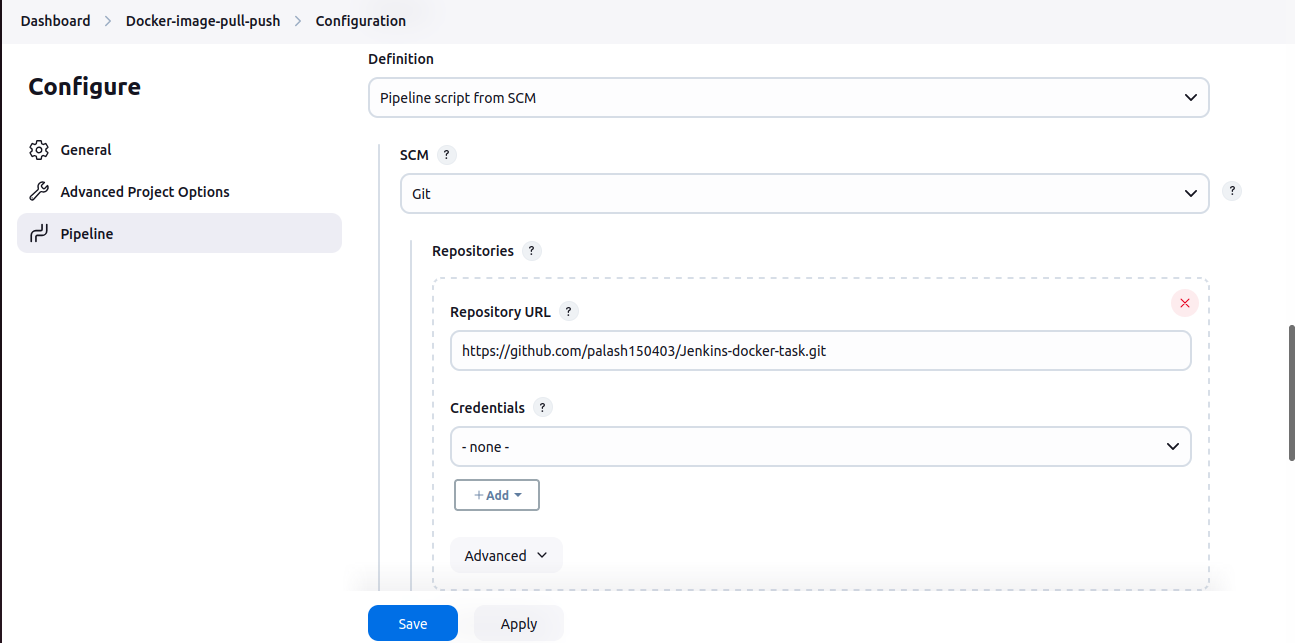 Dashboard > Docker-image-pull-push > Configuration
Configure
General
Advanced Project Options
Pipeline
Definition
Pipeline script from SCM
SCM ?
Git
?
Repositories ?
Repository URL ?
https://github.com/palash150403/Jenkins-docker-task.git
Credentials ?
- none -
+ Add
Advanced
Save Apply